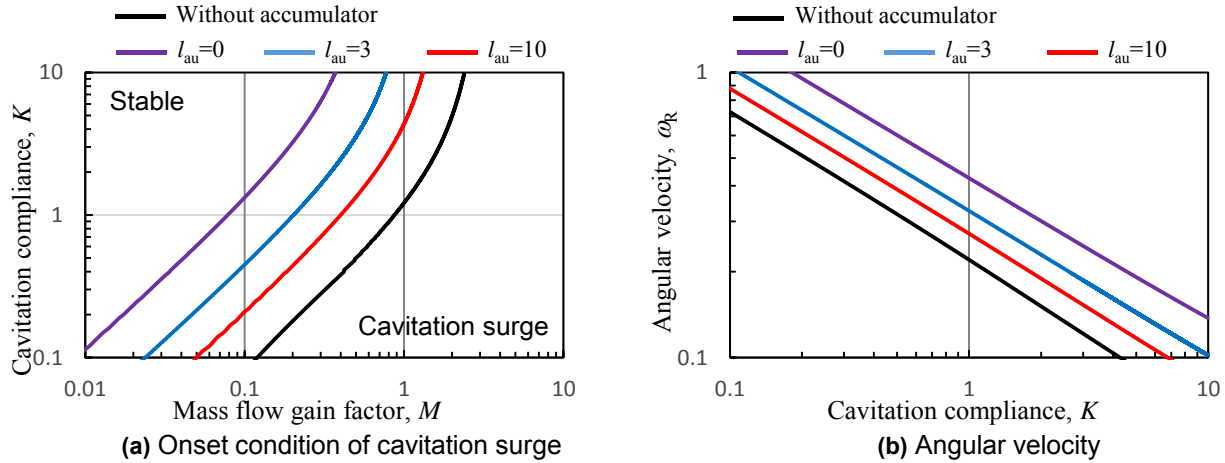 Without accumulator
l_au=0 l_au=3 l_au=10
10
1
0.1
Stable
Cavitation surge
0.01 0.1 1 10
Cavitation compliance, K
Mass flow gain factor, M
(a) Onset condition of cavitation surge
Without accumulator
l_au=0 l_au=3 l_au=10
1
0.1
0.1 1 10
Angular velocity, ω_R
Cavitation compliance, K
(b) Angular velocity